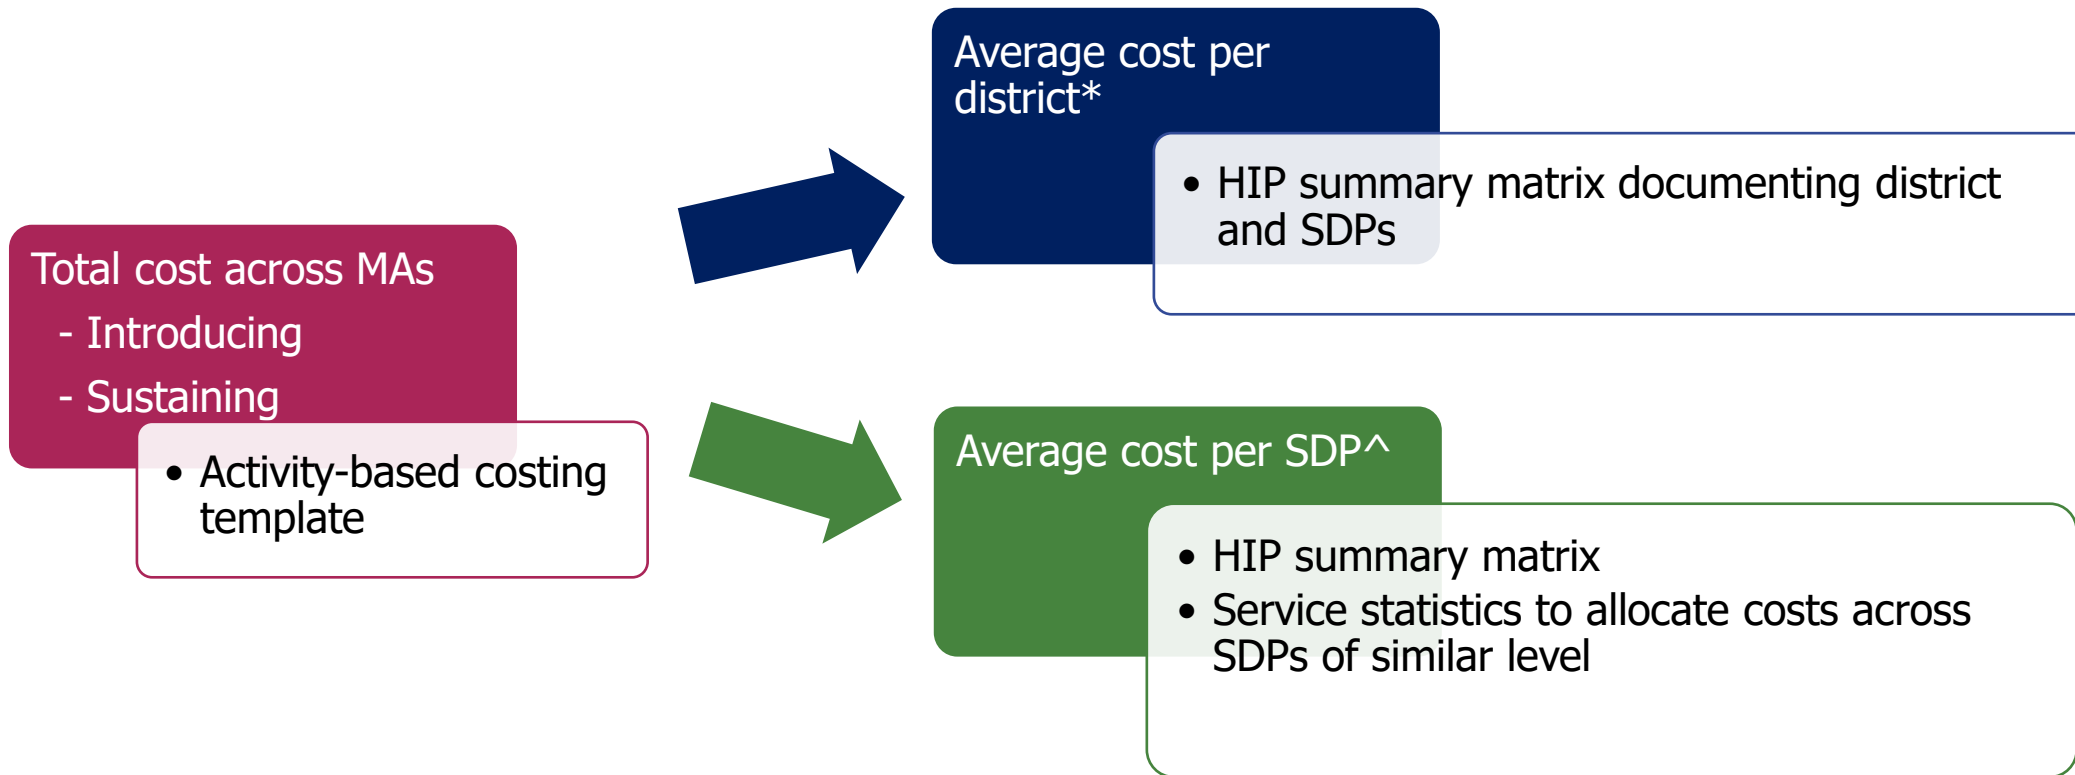 Total cost across MAs
- Introducing
- Sustaining
• Activity-based costing
template
Average cost per
district*
• HIP summary matrix documenting district
and SDPs
Average cost per SDP^
• HIP summary matrix
• Service statistics to allocate costs across
SDPs of similar level